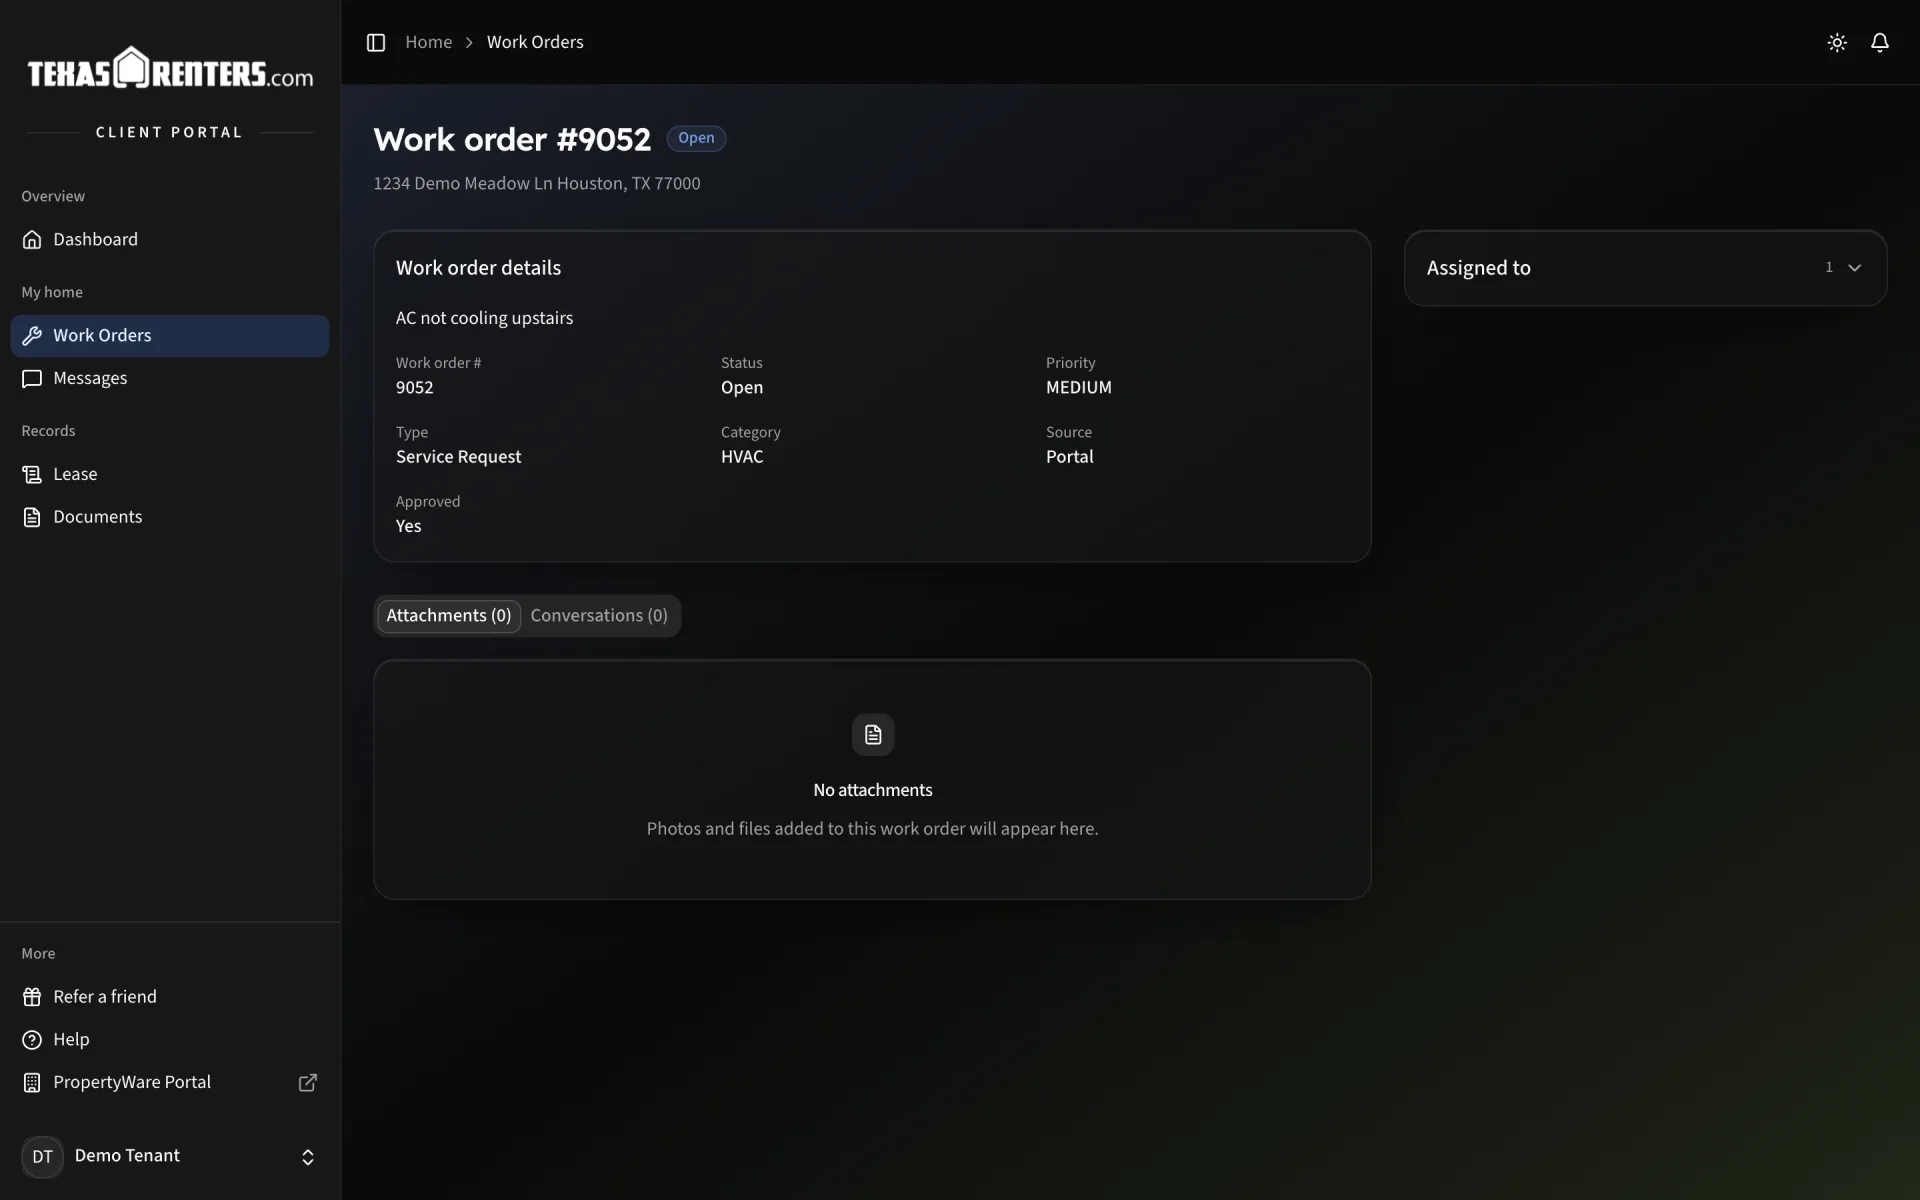 TEXAS RENTERS.com
CLIENT PORTAL
Overview
Dashboard
My home
Work Orders
Messages
Records
Lease
Documents
More
Refer a friend
Help
PropertyWare Portal
DT Demo Tenant
Home > Work Orders
Work order #9052 Open
1234 Demo Meadow Ln Houston, TX 77000
Work order details
AC not cooling upstairs
Work order # Status Priority
9052 Open MEDIUM
Type Category Source
Service Request HVAC Portal
Approved
Yes
Assigned to 1
Attachments (0) Conversations (0)
No attachments
Photos and files added to this work order will appear here.